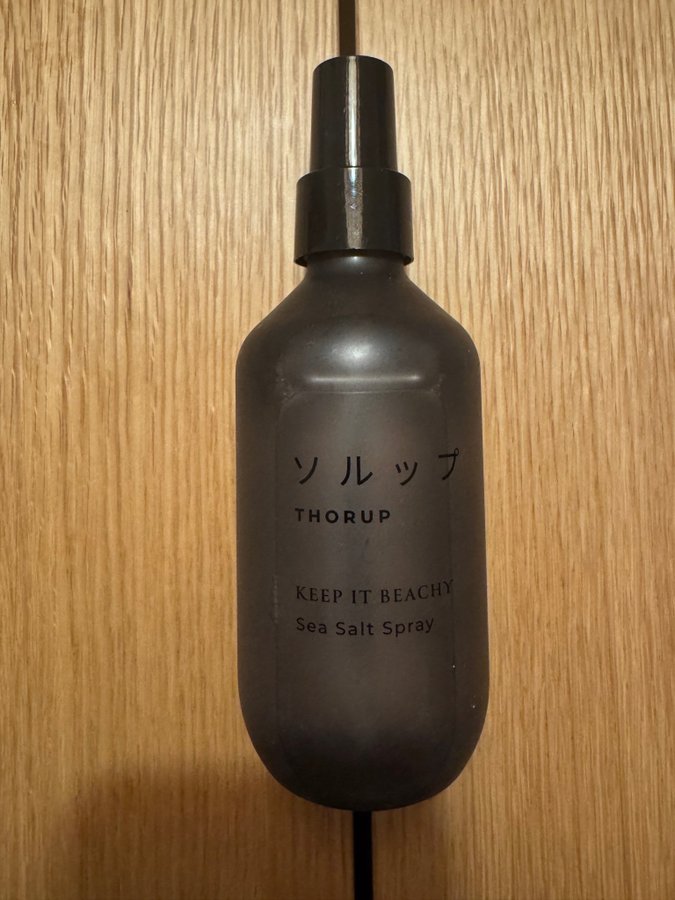 ソルップ
THORUP
KEEP IT BEACHY
Sea Salt Spray